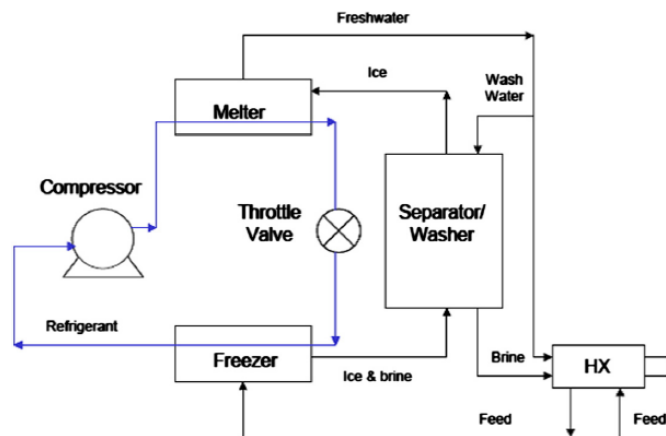 Freshwater
Ice
Wash
Water
Melter
Compressor
Throttle
Valve
Separator/
Washer
Refrigerant
Freezer
Ice & brine
Brine
HX
Feed
Feed